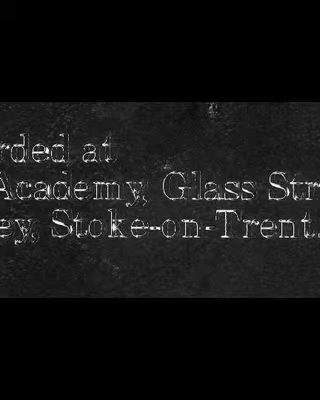 rded at
Academy, Glass Str
ey, Stoke-on-Trent.